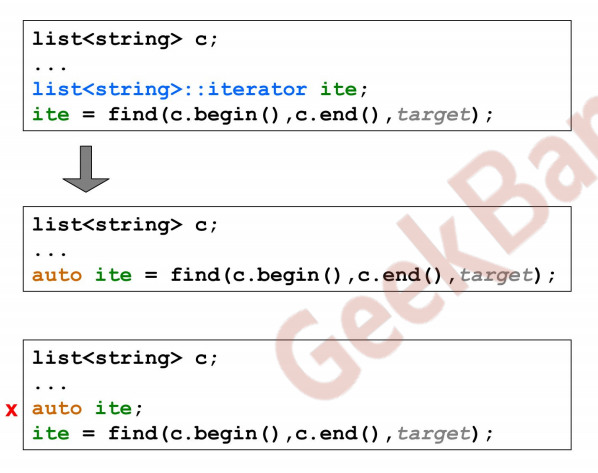 list<string> c;
...
list<string>::iterator ite;
ite = find(c.begin(),c.end(),target);
list<string> c;
...
auto ite = find(c.begin(),c.end(),target);
list<string> c;
...
x auto ite;
ite = find(c.begin(),c.end(),target);
GeekBan